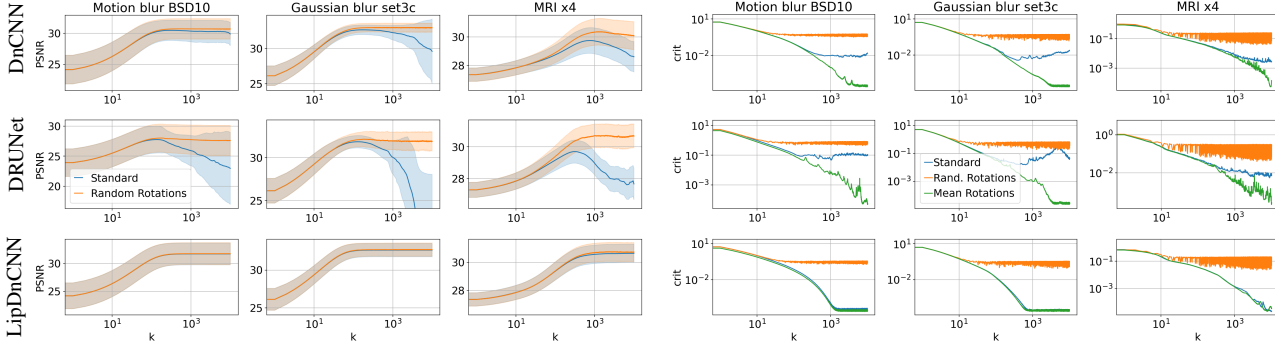 Motion blur BSD10 Gaussian blur set3c MRI x4 Motion blur BSD10 Gaussian blur set3c MRI x4
DnCNN
PSNR
30
25
10¹ 10³
30
25
10¹ 10³
30
28
10¹ 10³
crit
10⁻¹
10⁻²
10¹ 10³
10⁻²
10¹ 10³
10⁻¹
10⁻³
10¹ 10³
DRUNet
PSNR
30
25
20
Standard
Random Rotations
10¹ 10³
30
25
10¹ 10³
30
28
10¹ 10³
crit
10⁻¹
10⁻³
10¹ 10³
10⁻¹
10⁻³
Standard
Rand. Rotations
Mean Rotations
10¹ 10³
10⁰
10⁻²
10¹ 10³
LipDnCNN
PSNR
30
25
10¹ 10³
k
30
25
10¹ 10³
k
30
28
10¹ 10³
k
crit
10⁻²
10¹ 10³
k
10⁻²
10¹ 10³
k
10⁻¹
10⁻³
10¹ 10³
k